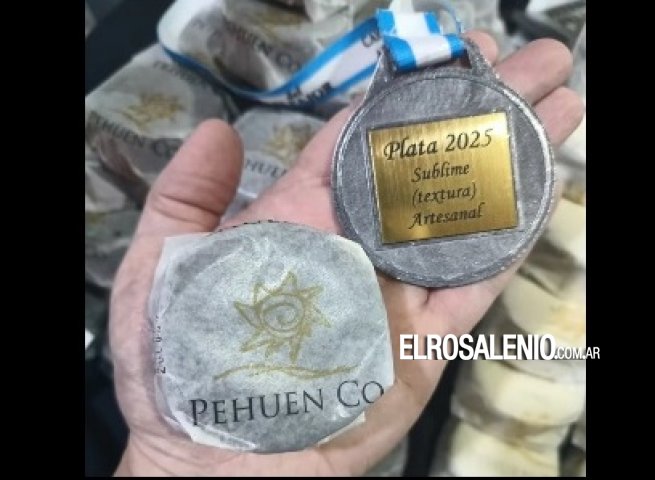 PEHUEN CO
Plata 2025
Sublime
(textura)
Artesanal
PEHUEN CO
ELROSALENIO.COM.AR